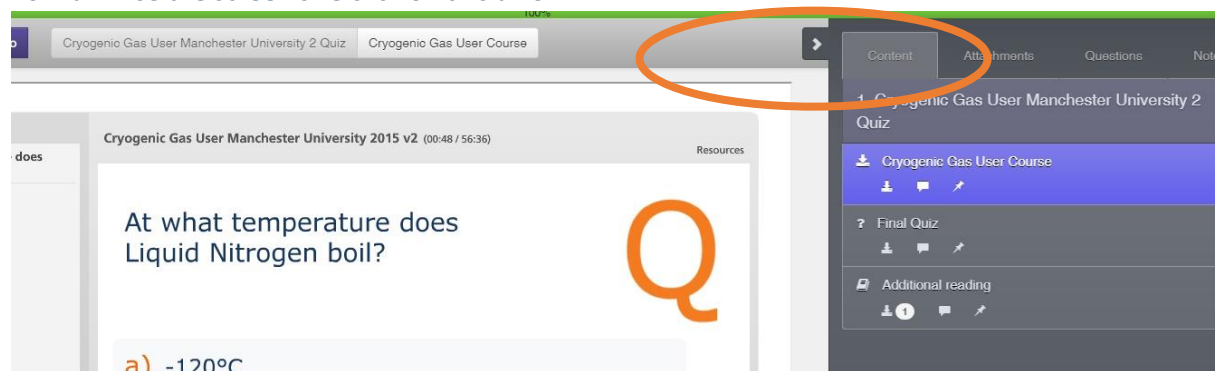 100%
Cryogenic Gas User Manchester University 2 Quiz Cryogenic Gas User Course
Content Attachments Questions
1. Cryogenic Gas User Manchester University 2
Quiz
Cryogenic Gas User Manchester University 2015 v2 (00:48 / 56:36)
Resources
does
Cryogenic Gas User Course
At what temperature does
Liquid Nitrogen boil?
Q
? Final Quiz
Additional reading
1
a) -120°C